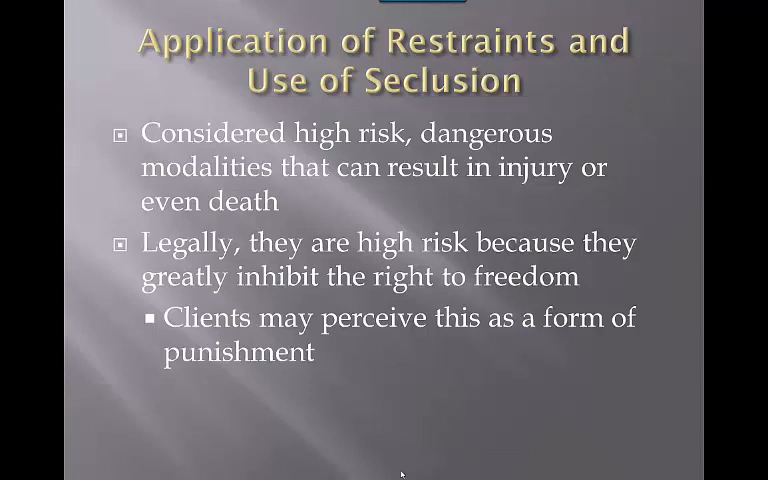 Application of Restraints and
Use of Seclusion
Considered high risk, dangerous
modalities that can result in injury or
even death
Legally, they are high risk because they
greatly inhibit the right to freedom
Clients may perceive this as a form of
punishment